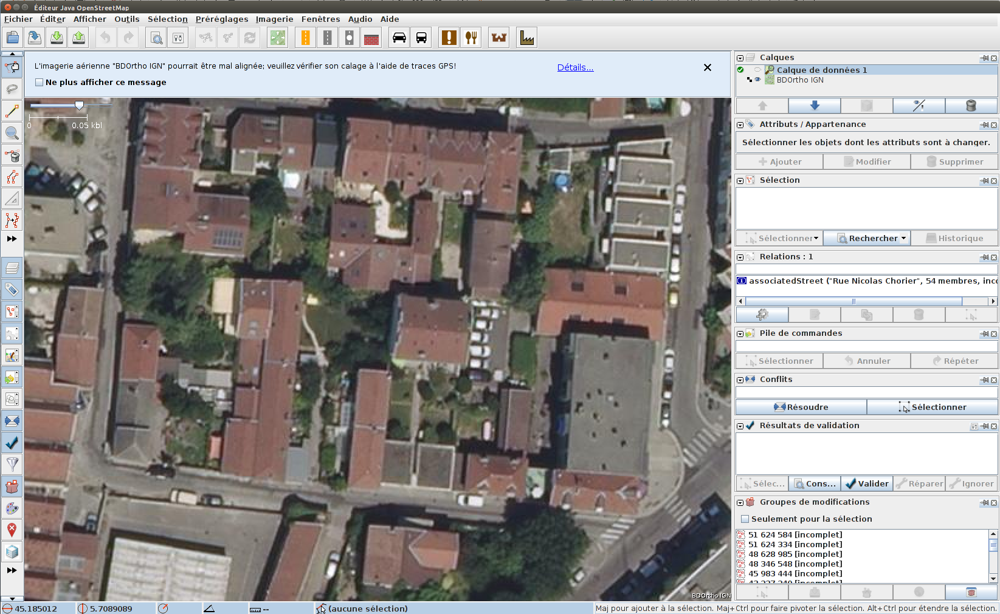 Éditeur Java OpenStreetMap
Fichier Éditer Afficher Outils Sélection Préréglages Imagerie Fenêtres Audio Aide
L'imagerie aérienne "BDOrtho IGN" pourrait être mal alignée; veuillez vérifier son calage à l'aide de traces GPS!
Détails...
Ne plus afficher ce message
0 0.05 kbl
BDOrtho IGN
Calques
Calque de données 1
BDOrtho IGN
Attributs / Appartenance
Sélectionner les objets dont les attributs sont à changer.
Ajouter Modifier Supprimer
Sélection
Sélectionner Rechercher Historique
Relations : 1
associatedStreet ("Rue Nicolas Chorier", 54 membres, inco
Pile de commandes
Sélectionner Annuler Répéter
Conflits
Résoudre Sélectionner
Résultats de validation
Sélec... Cons... Valider Réparer Ignorer
Groupes de modifications
Seulement pour la sélection
51 624 584 [incomplet]
51 624 334 [incomplet]
48 628 985 [incomplet]
48 346 548 [incomplet]
45 983 444 [incomplet]
45.185012 5.7089089 -- (aucune sélection)
Maj pour ajouter à la sélection. Maj+Ctrl pour faire pivoter la sélection. Alt+Ctrl pour étendre la sélection.